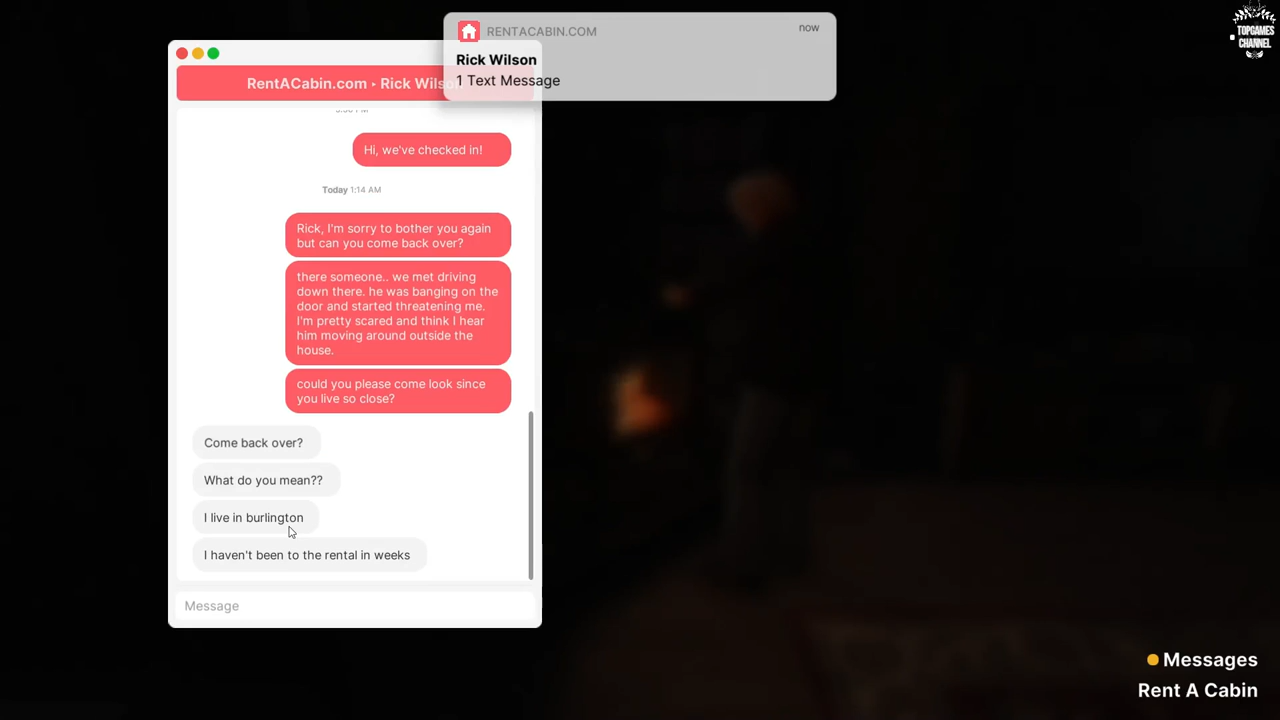 RENTACABIN.COM
now
Rick Wilson
1 Text Message
TOPGAMES
CHANNEL
RentACabin.com ▸ Rick Wilson
Hi, we've checked in!
Today 1:14 AM
Rick, I'm sorry to bother you again
but can you come back over?
there someone.. we met driving
down there. he was banging on the
door and started threatening me.
I'm pretty scared and think I hear
him moving around outside the
house.
could you please come look since
you live so close?
Come back over?
What do you mean??
I live in burlington
I haven't been to the rental in weeks
Message
Messages
Rent A Cabin